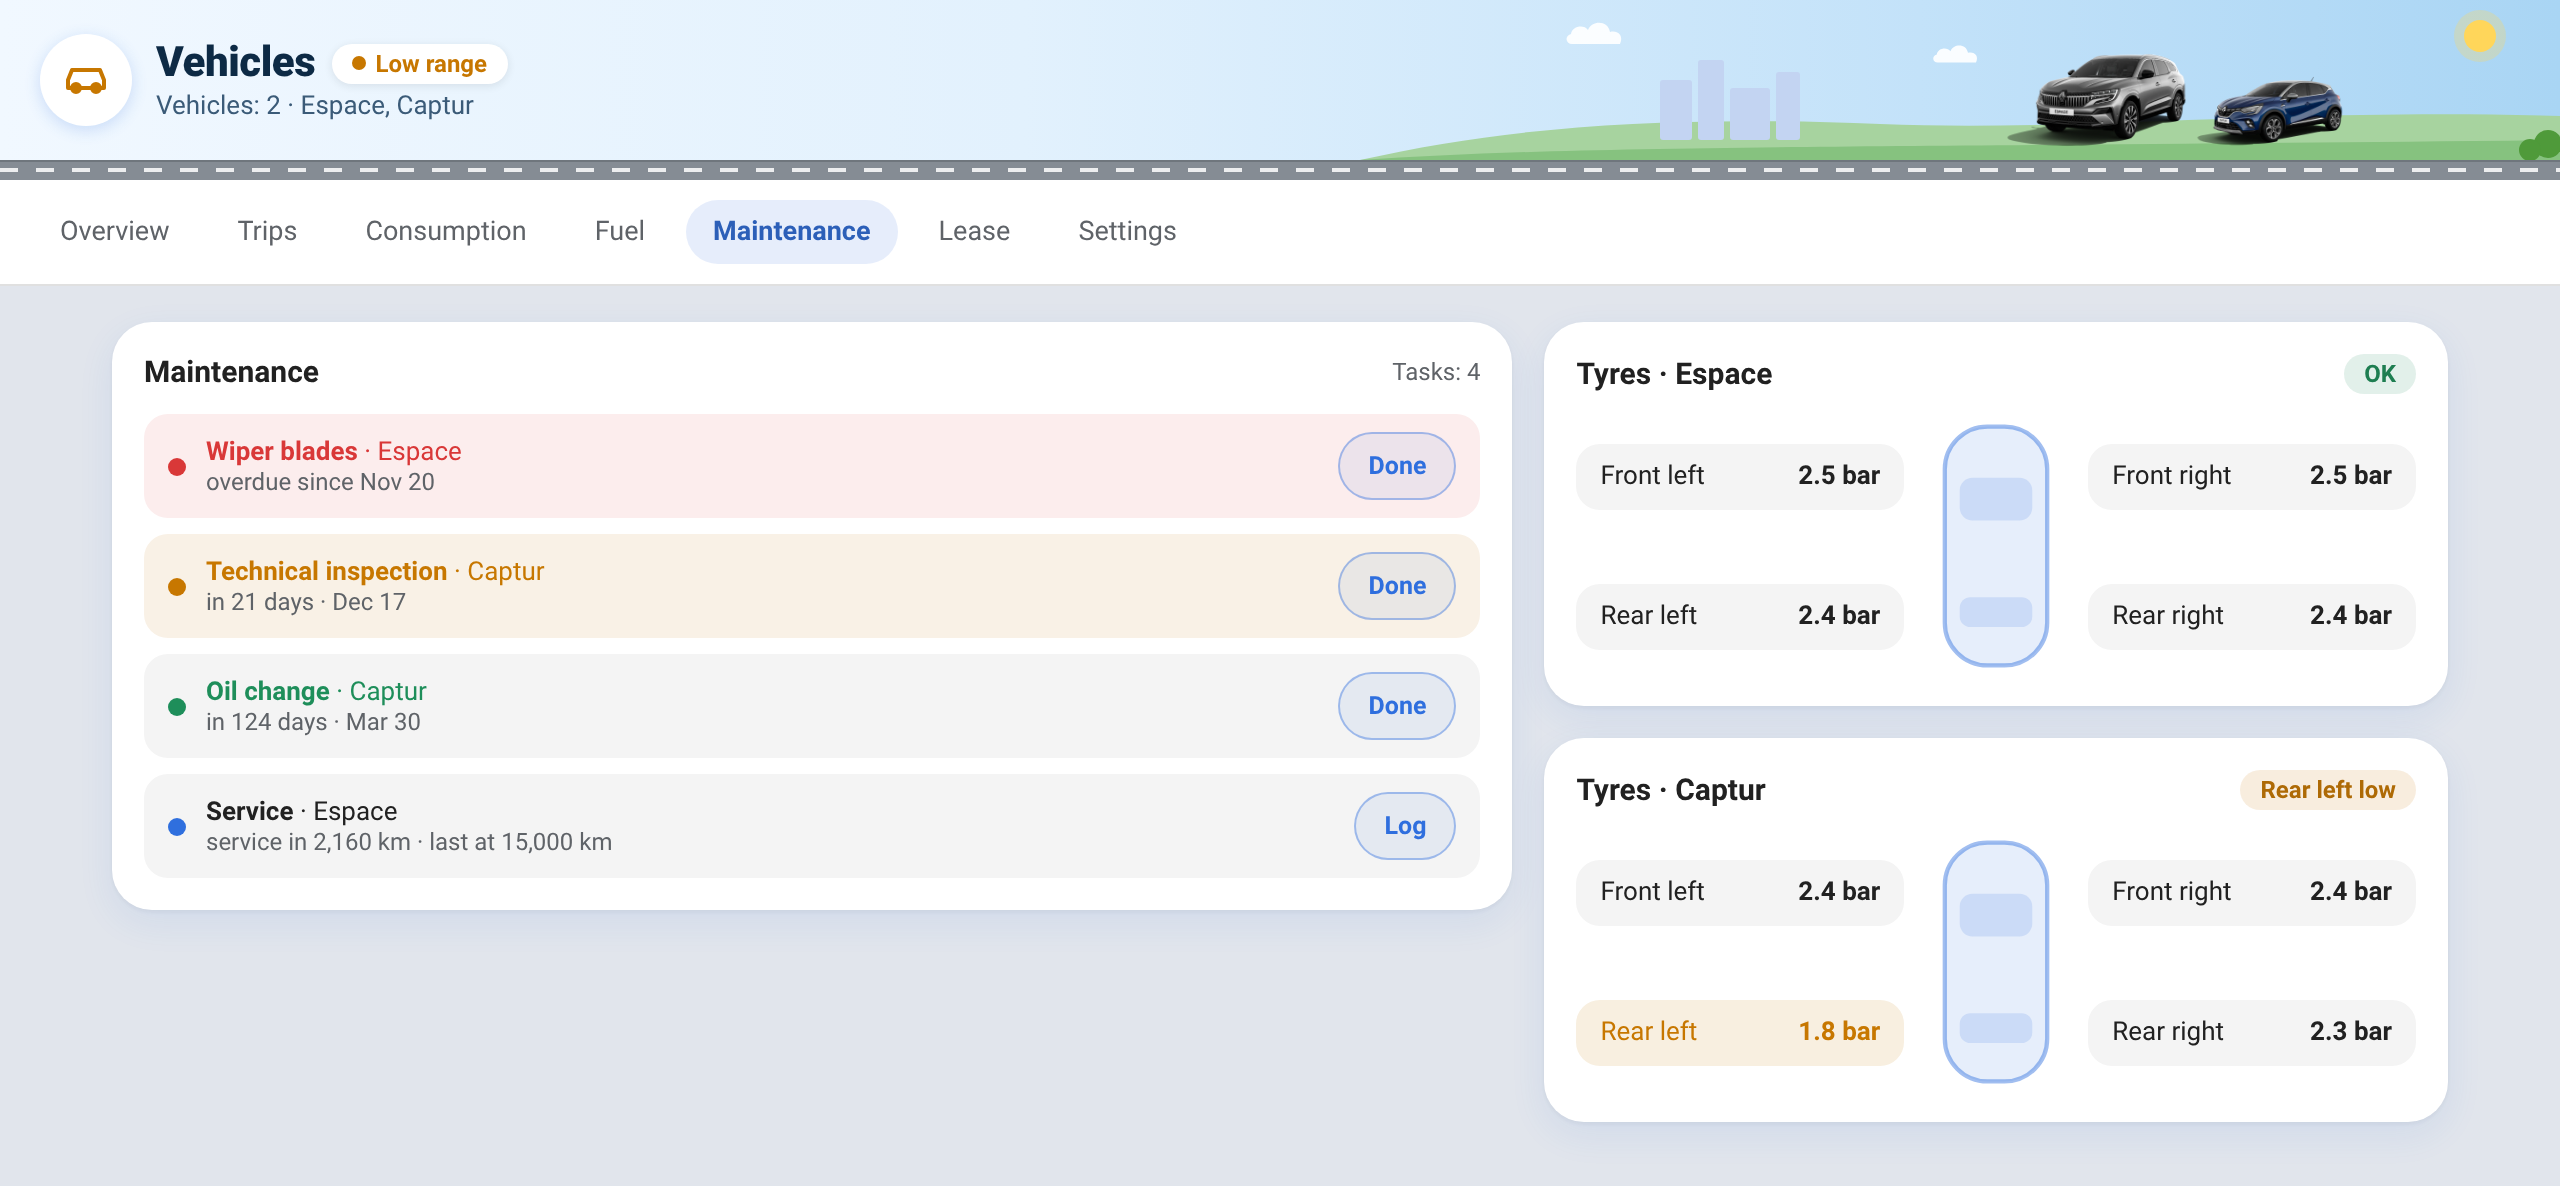 Vehicles
Low range
Vehicles: 2 · Espace, Captur
Overview
Trips
Consumption
Fuel
Maintenance
Lease
Settings
Maintenance
Tasks: 4
Wiper blades · Espace
overdue since Nov 20
Done
Technical inspection · Captur
in 21 days · Dec 17
Done
Oil change · Captur
in 124 days · Mar 30
Done
Service · Espace
service in 2,160 km · last at 15,000 km
Log
Tyres · Espace
OK
Front left 2.5 bar
Front right 2.5 bar
Rear left 2.4 bar
Rear right 2.4 bar
Tyres · Captur
Rear left low
Front left 2.4 bar
Front right 2.4 bar
Rear left 1.8 bar
Rear right 2.3 bar